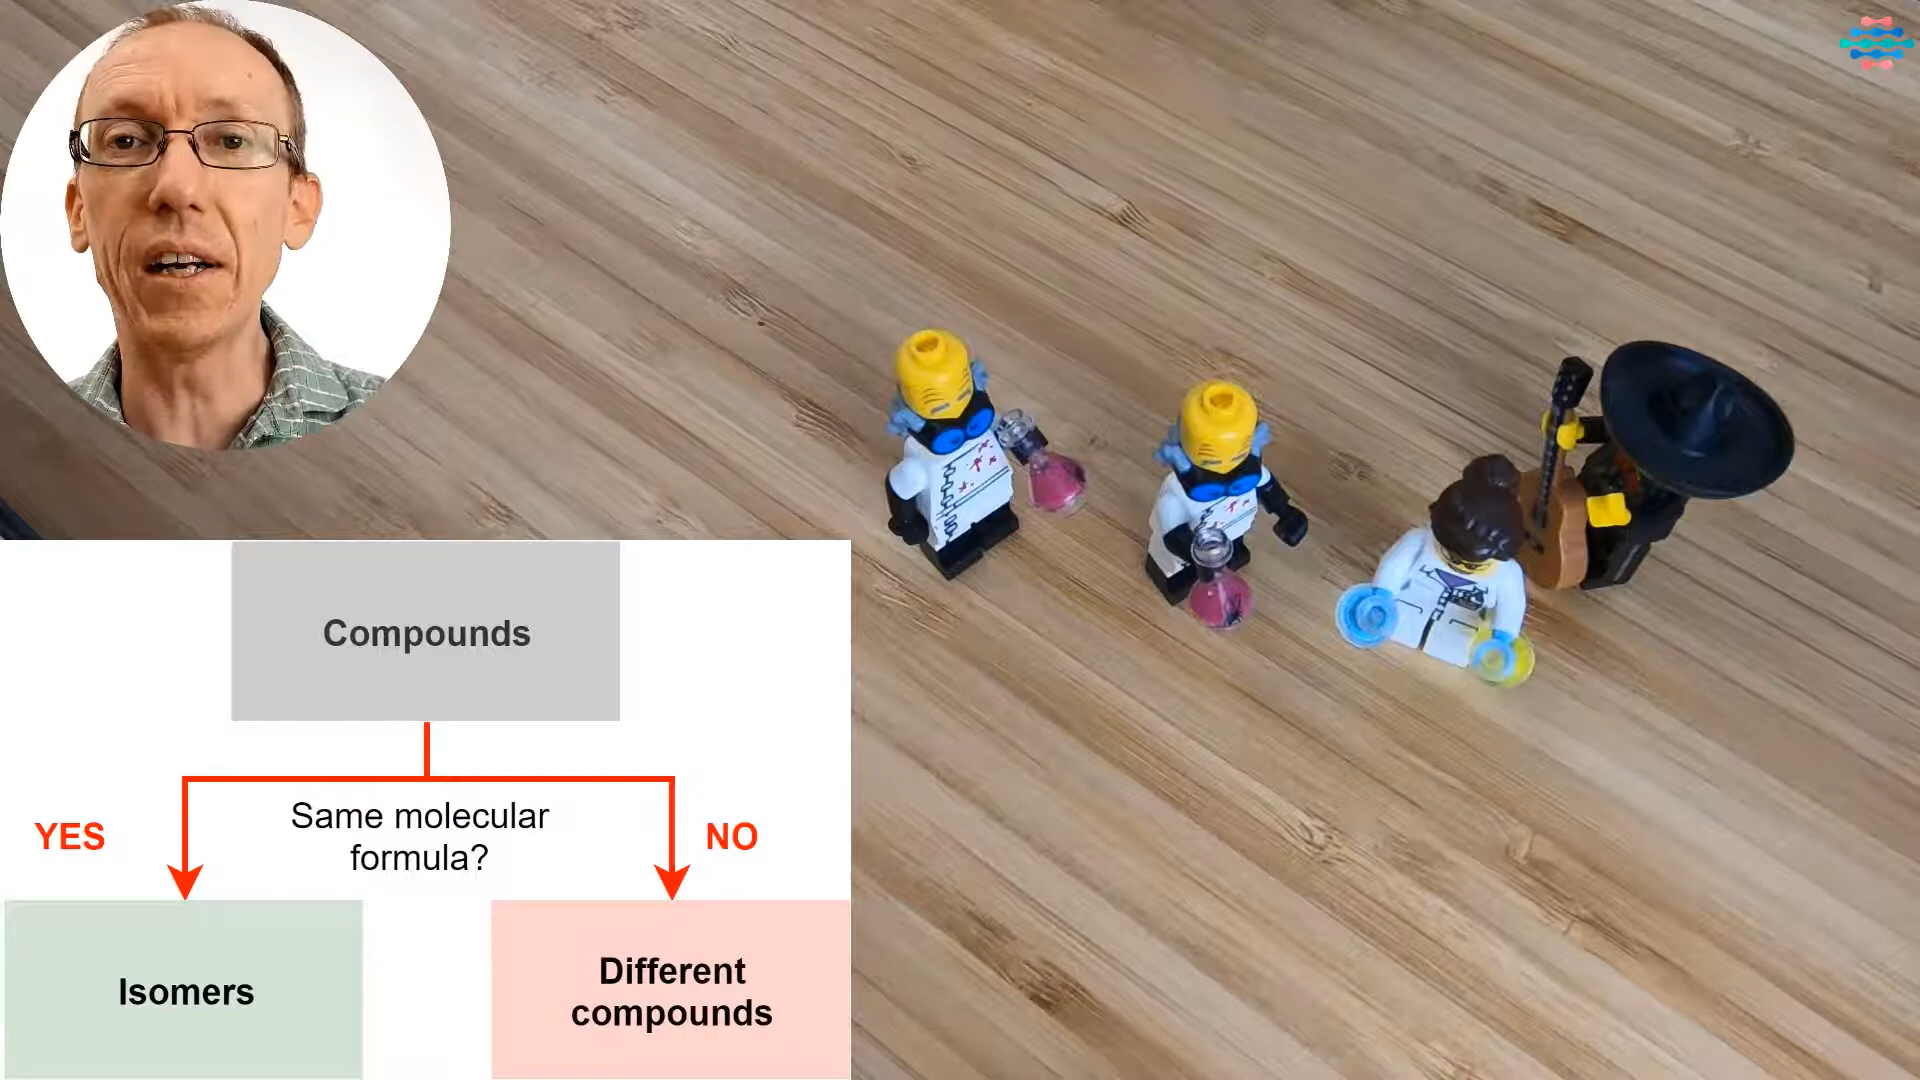 Compounds
YES
Same molecular
formula?
NO
Isomers
Different
compounds